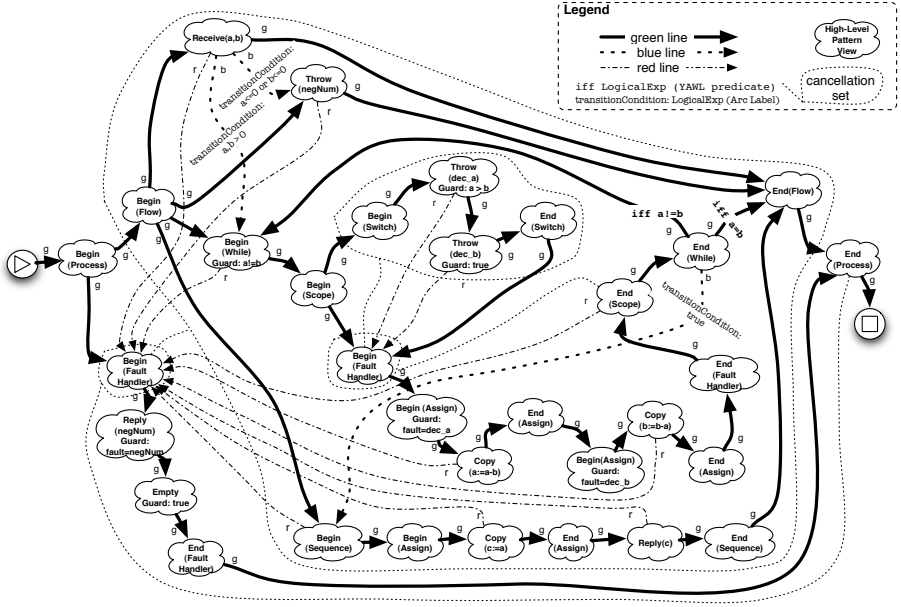 Legend
green line
blue line
red line
iff LogicalExp (YAWL predicate)
transitionCondition: LogicalExp (Arc Label)
High-Level
Pattern
View
cancellation
set
Receive(a,b)
g
g
r
b
b
transitionCondition:
a<=0 or b<=0
transitionCondition:
a,b > 0
Throw
(negNum)
g
r
Begin
(Flow)
g
g
g
g
g
Begin
(Process)
g
g
g
Begin
(While)
Guard: a!=b
g
r
Begin
(Scope)
g
g
Begin
(Switch)
g
Throw
(dec_a)
Guard: a > b
r
g
Throw
(dec_b)
Guard: true
g
r
End
(Switch)
g
iff a!=b
iff a=b
g
g
End
(While)
b
transitionCondition:
true
End
(Scope)
g
r
End(Flow)
g
End
(Process)
g
Begin
(Fault
Handler)
g
Begin
(Fault
Handler)
g
End
(Fault
Handler)
g
Reply
(negNum)
Guard:
fault=negNum
g
Empty
Guard: true
g
End
(Fault
Handler)
g
Begin (Assign)
Guard:
fault=dec_a
g
Copy
(a:=a-b)
g
r
End
(Assign)
g
Begin(Assign)
Guard:
fault=dec_b
g
Copy
(b:=b-a)
g
r
End
(Assign)
g
Begin
(Sequence)
r
g
Begin
(Assign)
g
Copy
(c:=a)
r
g
End
(Assign)
g
Reply(c)
r
g
End
(Sequence)
g